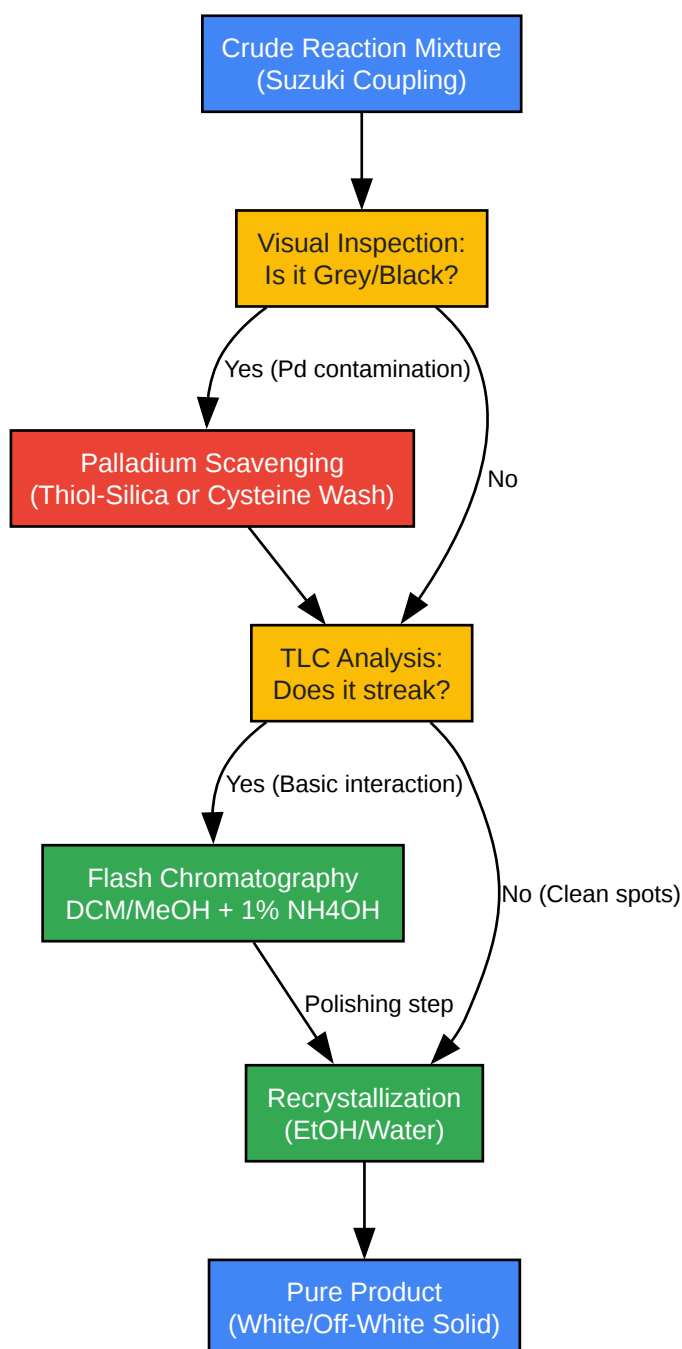 Crude Reaction Mixture
(Suzuki Coupling)
Visual Inspection:
Is it Grey/Black?
Yes (Pd contamination)
Palladium Scavenging
(Thiol-Silica or Cysteine Wash)
No
TLC Analysis:
Does it streak?
Yes (Basic interaction)
Flash Chromatography
DCM/MeOH + 1% NH4OH
No (Clean spots)
Polishing step
Recrystallization
(EtOH/Water)
Pure Product
(White/Off-White Solid)